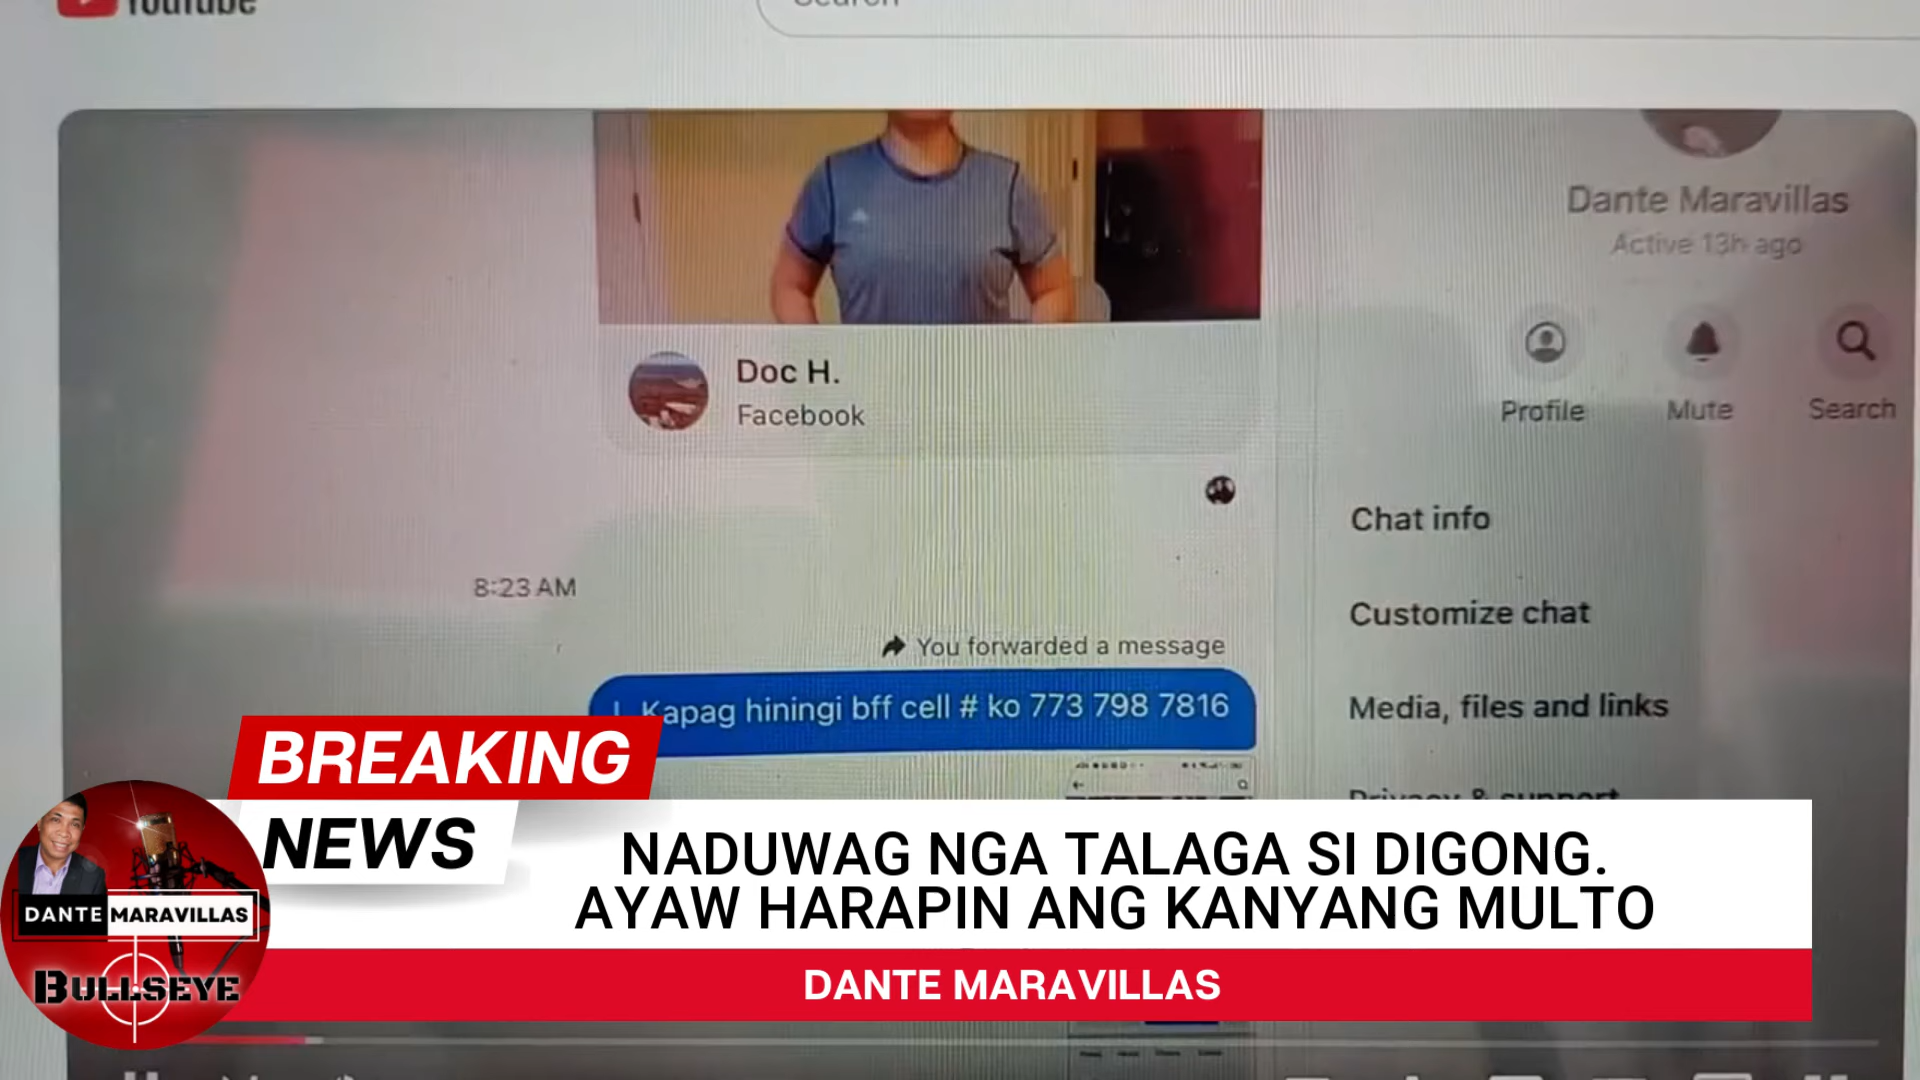 YouTube
Search
Dante Maravillas
Active 13h ago
Doc H.
Facebook
Profile
Mute
Search
Chat info
8:23 AM
Customize chat
You forwarded a message
Kapag hiningi bff cell # ko 773 798 7816
Media, files and links
Privacy & support
BREAKING
NEWS
NADUWAG NGA TALAGA SI DIGONG.
AYAW HARAPIN ANG KANYANG MULTO
DANTE MARAVILLAS
BULLSEYE
DANTE MARAVILLAS